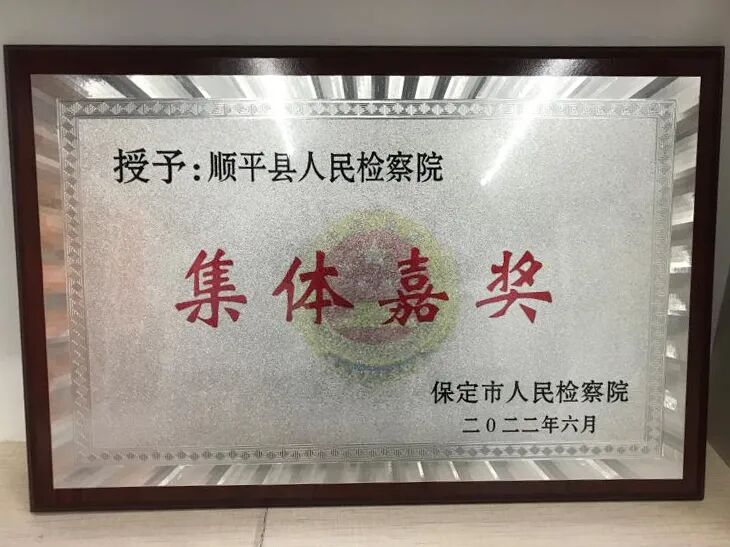 授予:顺平县人民检察院
集体嘉奖
保定市人民检察院
二0二二年六月